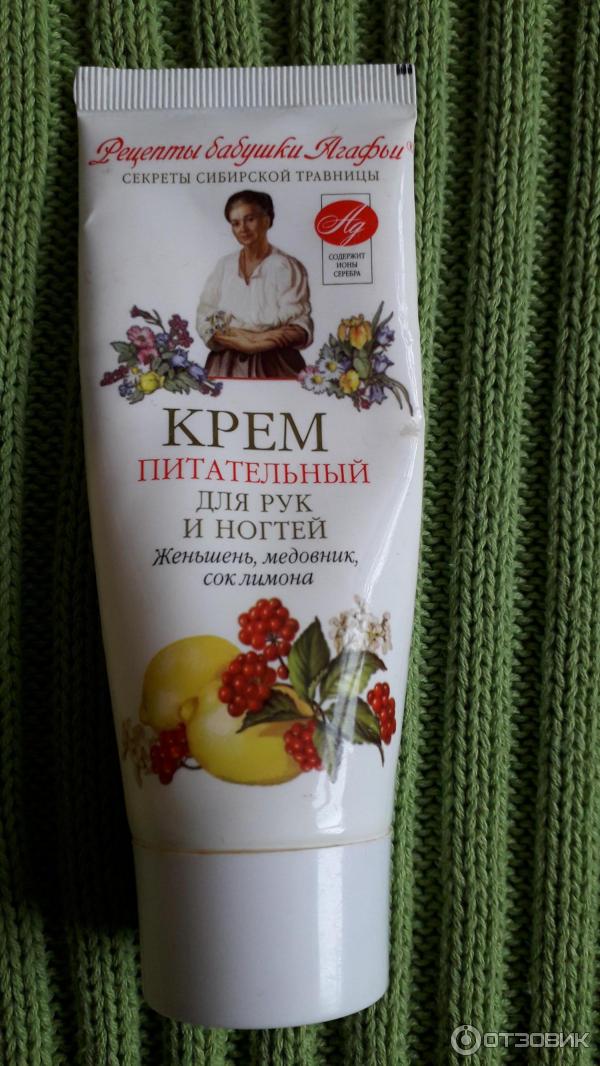 Рецепты бабушки Агафьи®
СЕКРЕТЫ СИБИРСКОЙ ТРАВНИЦЫ
Ag
СОДЕРЖИТ
ИОНЫ
СЕРЕБРА
КРЕМ
ПИТАТЕЛЬНЫЙ
ДЛЯ РУК
И НОГТЕЙ
Женьшень, медовник,
сок лимона
ОТЗОВИК